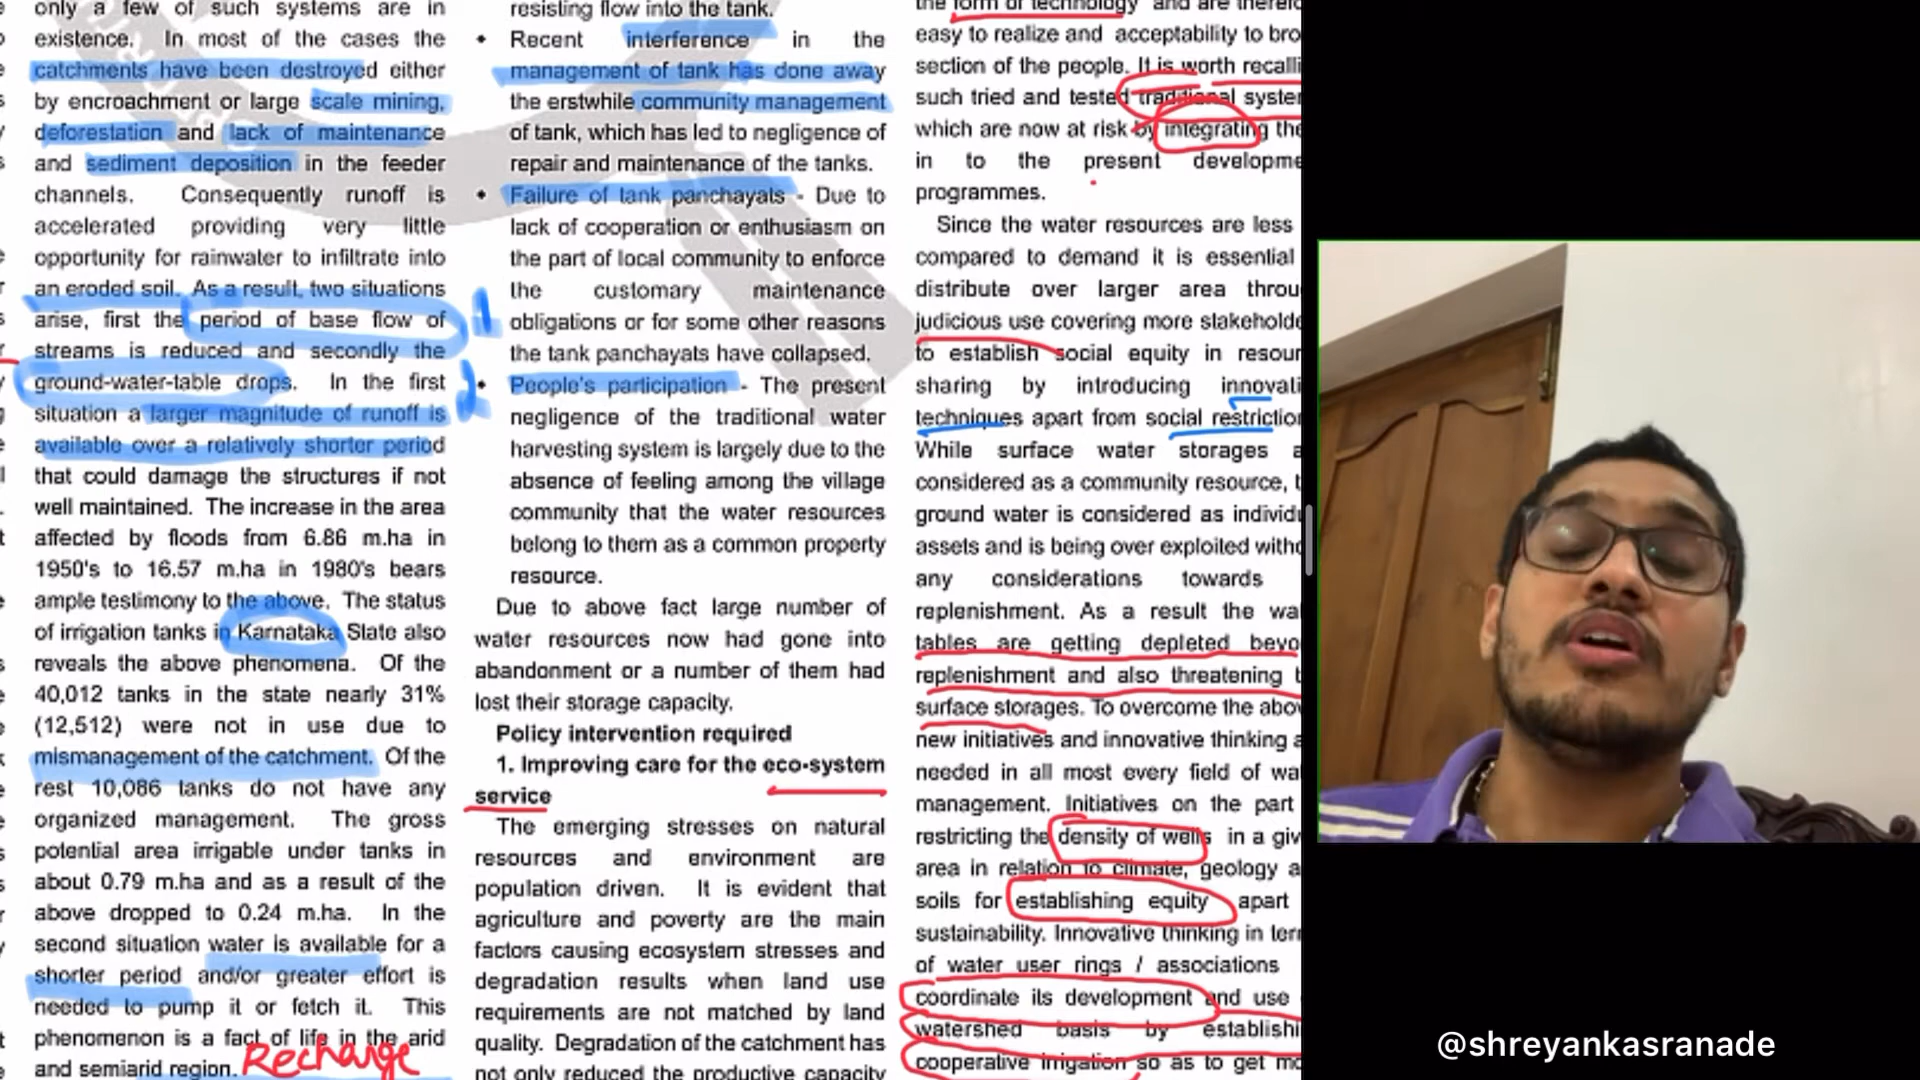 only a few of such systems are in
existence. In most of the cases the
catchments have been destroyed either
by encroachment or large scale mining,
deforestation and lack of maintenance
and sediment deposition in the feeder
channels. Consequently runoff is
accelerated providing very little
opportunity for rainwater to infiltrate into
an eroded soil. As a result, two situations
arise, first the period of base flow of
streams is reduced and secondly the
ground-water-table drops. In the first
situation a larger magnitude of runoff is
available over a relatively shorter period
that could damage the structures if not
well maintained. The increase in the area
affected by floods from 6.86 m.ha in
1950's to 16.57 m.ha in 1980's bears
ample testimony to the above. The status
of irrigation tanks in Karnataka State also
reveals the above phenomena. Of the
40,012 tanks in the state nearly 31%
(12,512) were not in use due to
mismanagement of the catchment. Of the
rest 10,086 tanks do not have any
organized management. The gross
potential area irrigable under tanks in
about 0.79 m.ha and as a result of the
above dropped to 0.24 m.ha. In the
second situation water is available for a
shorter period and/or greater effort is
needed to pump it or fetch it. This
phenomenon is a fact of life in the arid
and semiarid region.
Recharge
1
2
resisting flow into the tank.
• Recent interference in the
management of tank has done away
the erstwhile community management
of tank, which has led to negligence of
repair and maintenance of the tanks.
• Failure of tank panchayats - Due to
lack of cooperation or enthusiasm on
the part of local community to enforce
the customary maintenance
obligations or for some other reasons
the tank panchayats have collapsed.
• People's participation - The present
negligence of the traditional water
harvesting system is largely due to the
absence of feeling among the village
community that the water resources
belong to them as a common property
resource.
Due to above fact large number of
water resources now had gone into
abandonment or a number of them had
lost their storage capacity.
Policy intervention required
1. Improving care for the eco-system
service
The emerging stresses on natural
resources and environment are
population driven. It is evident that
agriculture and poverty are the main
factors causing ecosystem stresses and
degradation results when land use
requirements are not matched by land
quality. Degradation of the catchment has
not only reduced the productive capacity
the form of technology and are
easy to realize and acceptability to
section of the people. It is worth
such tried and tested traditional
which are now at risk by integrating
in to the present
programmes.
Since the water resources are less
compared to demand it is essential
distribute over larger area
judicious use covering more
to establish social equity in
sharing by introducing
techniques apart from social
While surface water storages
considered as a community resource,
ground water is considered as
assets and is being over exploited
any considerations towards
replenishment. As a result the
tables are getting depleted
replenishment and also threatening
surface storages. To overcome the
new initiatives and innovative thinking
needed in all most every field of
management. Initiatives on the part
restricting the density of wells in a
area in relation to climate, geology
soils for establishing equity apart
sustainability. Innovative thinking in
of water user rings / associations
coordinate its development and use
watershed basis by
cooperative irrigation so as to get
@shreyankasranade